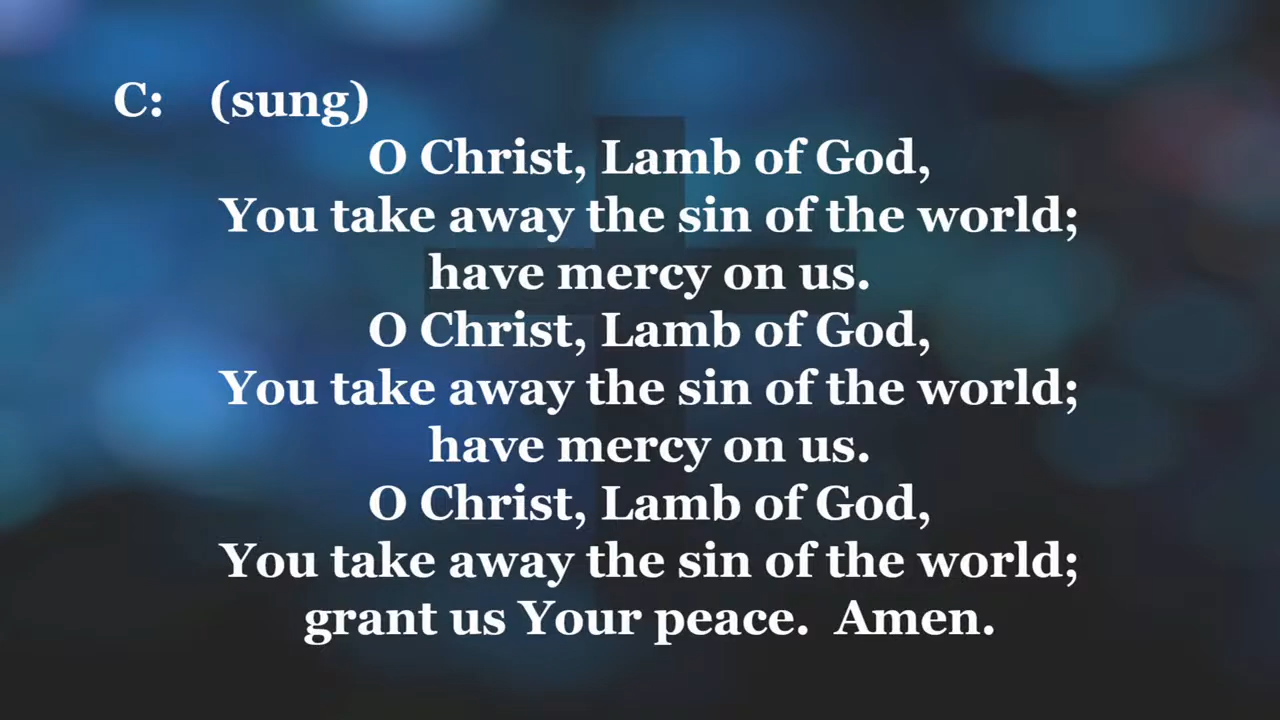 C: (sung)
O Christ, Lamb of God,
You take away the sin of the world;
have mercy on us.
O Christ, Lamb of God,
You take away the sin of the world;
have mercy on us.
O Christ, Lamb of God,
You take away the sin of the world;
grant us Your peace.  Amen.